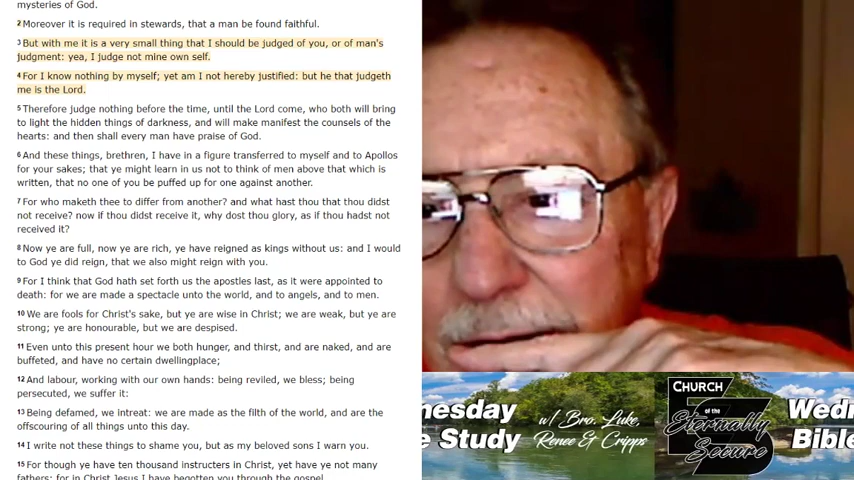 mysteries of God.
2 Moreover it is required in stewards, that a man be found faithful.
3 But with me it is a very small thing that I should be judged of you, or of man's
judgment: yea, I judge not mine own self.
4 For I know nothing by myself; yet am I not hereby justified: but he that judgeth
me is the Lord.
5 Therefore judge nothing before the time, until the Lord come, who both will bring
to light the hidden things of darkness, and will make manifest the counsels of the
hearts: and then shall every man have praise of God.
6 And these things, brethren, I have in a figure transferred to myself and to Apollos
for your sakes; that ye might learn in us not to think of men above that which is
written, that no one of you be puffed up for one against another.
7 For who maketh thee to differ from another? and what hast thou that thou didst
not receive? now if thou didst receive it, why dost thou glory, as if thou hadst not
received it?
8 Now ye are full, now ye are rich, ye have reigned as kings without us: and I would
to God ye did reign, that we also might reign with you.
9 For I think that God hath set forth us the apostles last, as it were appointed to
death: for we are made a spectacle unto the world, and to angels, and to men.
10 We are fools for Christ's sake, but ye are wise in Christ; we are weak, but ye are
strong; ye are honourable, but we are despised.
11 Even unto this present hour we both hunger, and thirst, and are naked, and are
buffeted, and have no certain dwellingplace;
12 And labour, working with our own hands: being reviled, we bless; being
persecuted, we suffer it:
13 Being defamed, we intreat: we are made as the filth of the world, and are the
offscouring of all things unto this day.
14 I write not these things to shame you, but as my beloved sons I warn you.
15 For though ye have ten thousand instructers in Christ, yet have ye not many
fathers: for in Christ Jesus I have begotten you through the gospel.
nesday
e Study
w/ Bro. Luke,
Renee & Cripps
CHURCH
of the
Eternally
Secure
ES
Wedn
Bible